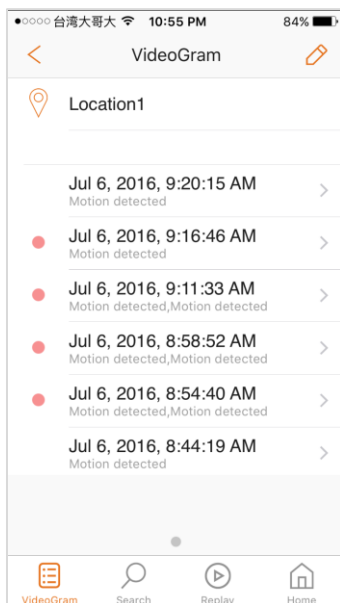 台湾大哥大 10:55 PM 84%
VideoGram
Location1
Jul 6, 2016, 9:20:15 AM
Motion detected
Jul 6, 2016, 9:16:46 AM
Motion detected
Jul 6, 2016, 9:11:33 AM
Motion detected,Motion detected
Jul 6, 2016, 8:58:52 AM
Motion detected,Motion detected
Jul 6, 2016, 8:54:40 AM
Motion detected,Motion detected
Jul 6, 2016, 8:44:19 AM
Motion detected
VideoGram Search Replay Home